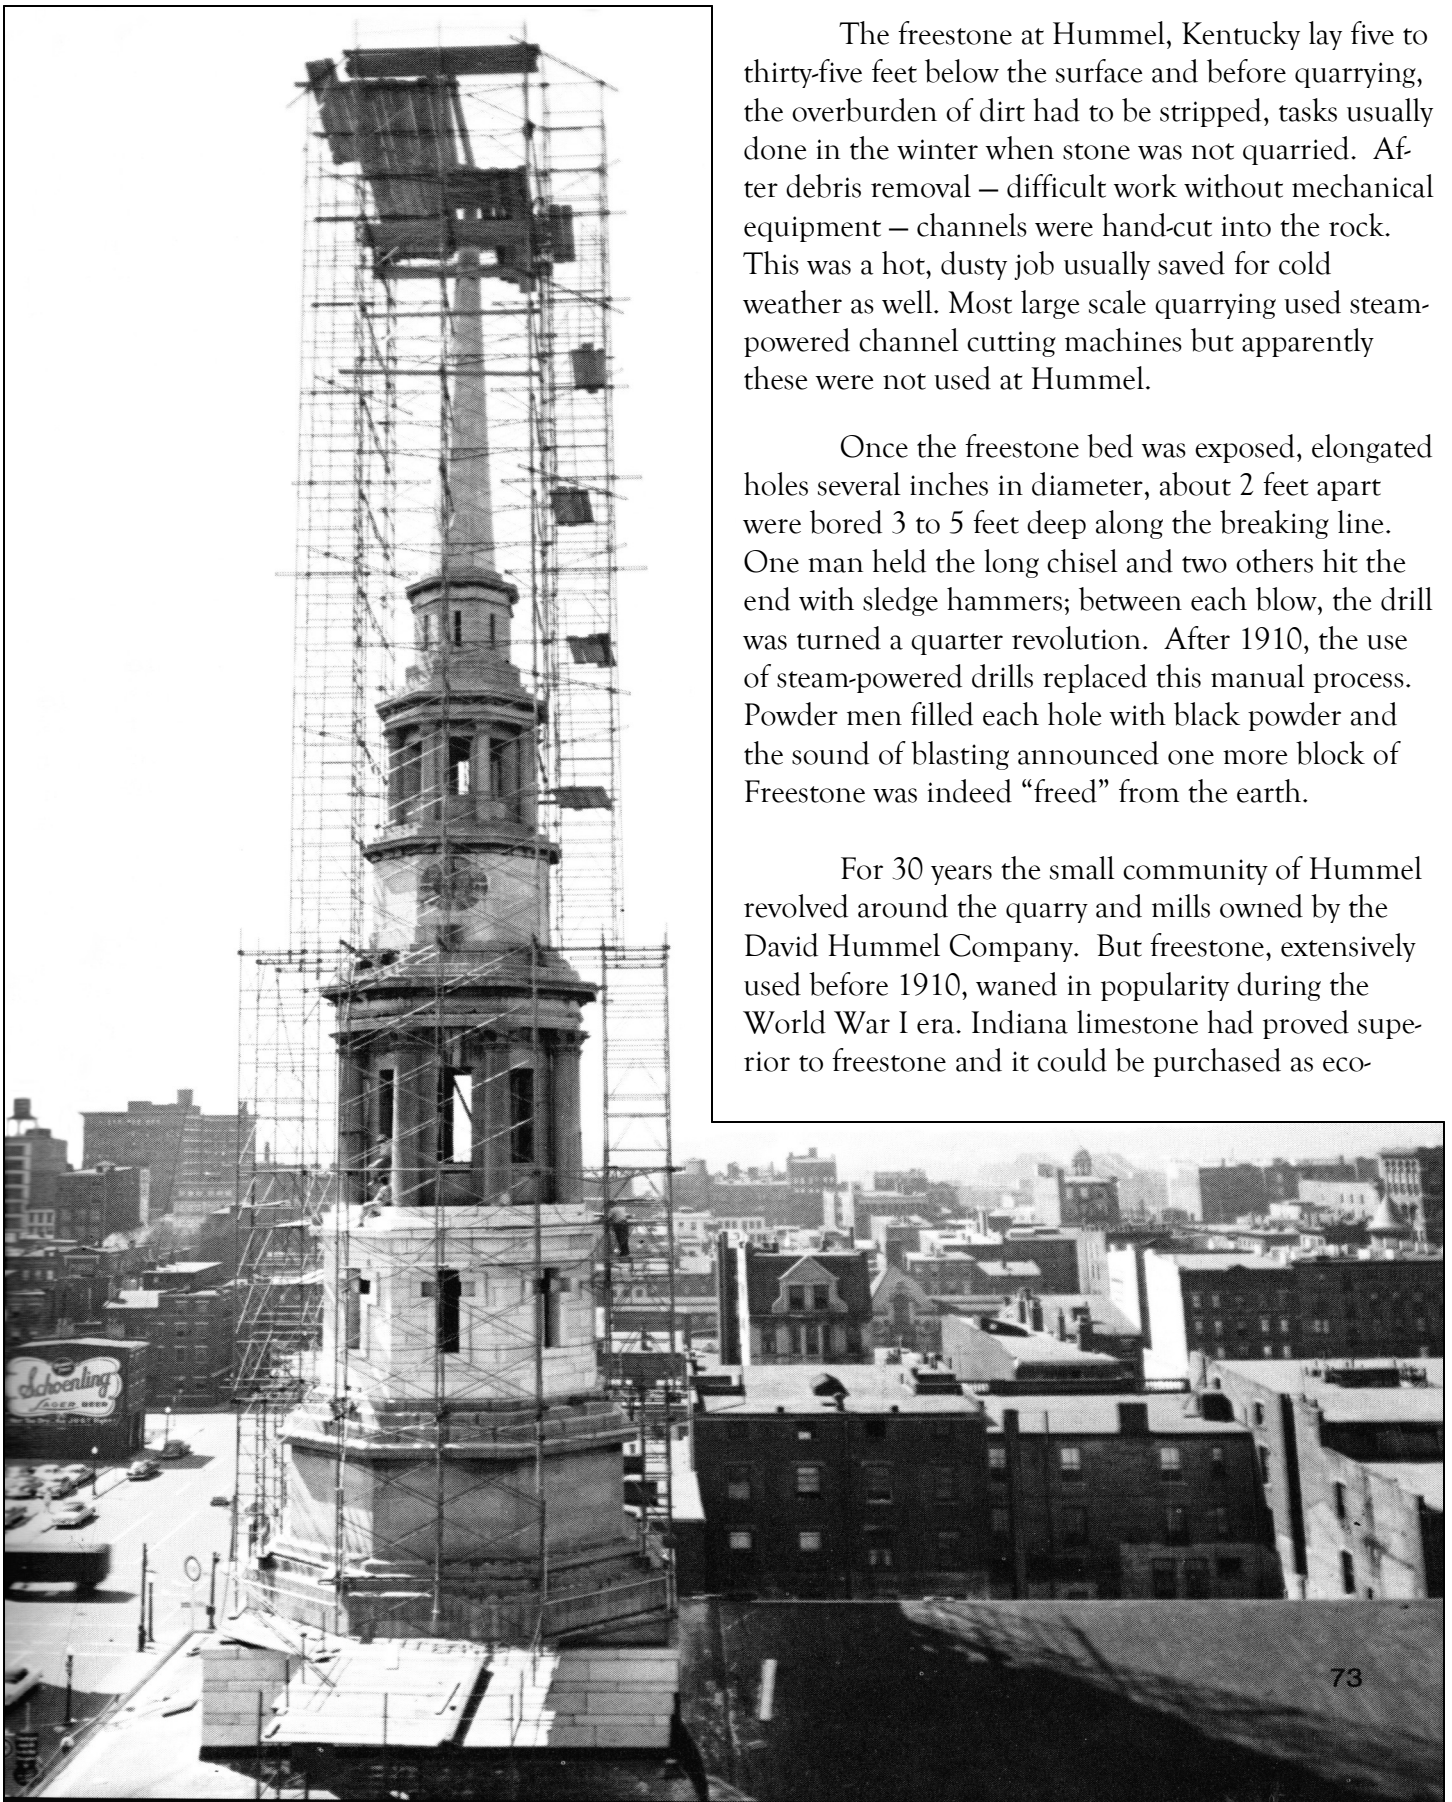 The freestone at Hummel, Kentucky lay five to
thirty-five feet below the surface and before quarrying,
the overburden of dirt had to be stripped, tasks usually
done in the winter when stone was not quarried.  Af-
ter debris removal — difficult work without mechanical
equipment — channels were hand-cut into the rock.
This was a hot, dusty job usually saved for cold
weather as well. Most large scale quarrying used steam-
powered channel cutting machines but apparently
these were not used at Hummel.
Once the freestone bed was exposed, elongated
holes several inches in diameter, about 2 feet apart
were bored 3 to 5 feet deep along the breaking line.
One man held the long chisel and two others hit the
end with sledge hammers; between each blow, the drill
was turned a quarter revolution.  After 1910, the use
of steam-powered drills replaced this manual process.
Powder men filled each hole with black powder and
the sound of blasting announced one more block of
Freestone was indeed “freed” from the earth.
For 30 years the small community of Hummel
revolved around the quarry and mills owned by the
David Hummel Company.  But freestone, extensively
used before 1910, waned in popularity during the
World War I era. Indiana limestone had proved supe-
rior to freestone and it could be purchased as eco-
Schoenling
LAGER BEER
73